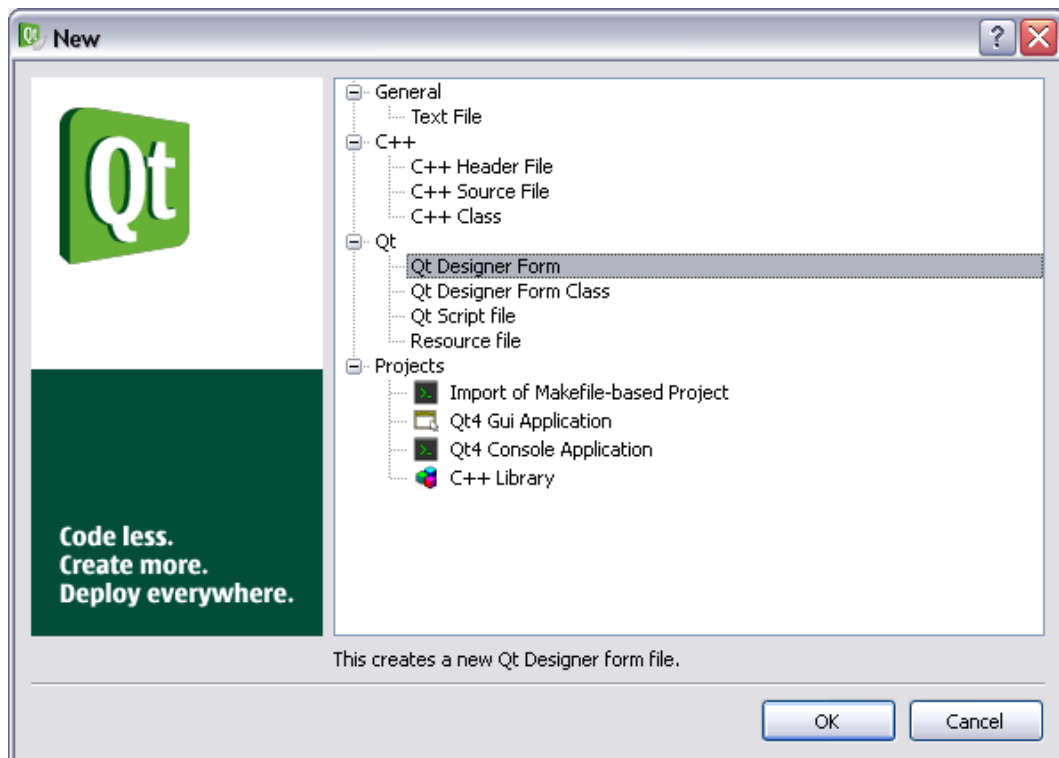 Qt New
General
Text File
C++
C++ Header File
C++ Source File
C++ Class
Qt
Qt Designer Form
Qt Designer Form Class
Qt Script file
Resource file
Projects
Import of Makefile-based Project
Qt4 Gui Application
Qt4 Console Application
C++ Library
Qt
Code less.
Create more.
Deploy everywhere.
This creates a new Qt Designer form file.
OK
Cancel